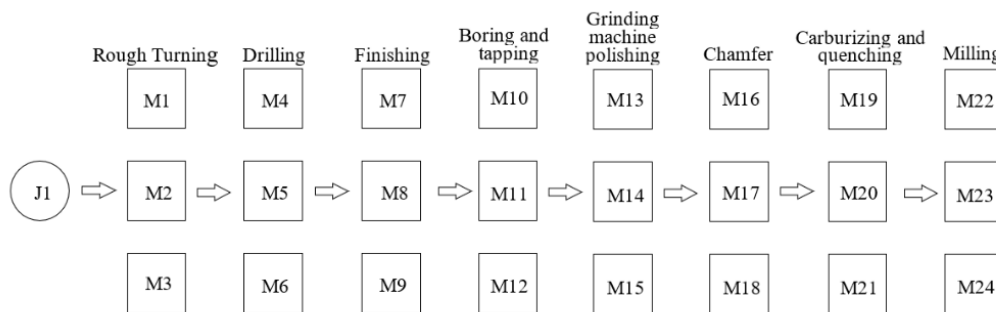 Rough Turning
Drilling
Finishing
Boring and
tapping
Grinding
machine
polishing
Chamfer
Carburizing and
quenching
Milling
M1 M4 M7 M10 M13 M16 M19 M22
J1 M2 M5 M8 M11 M14 M17 M20 M23
M3 M6 M9 M12 M15 M18 M21 M24